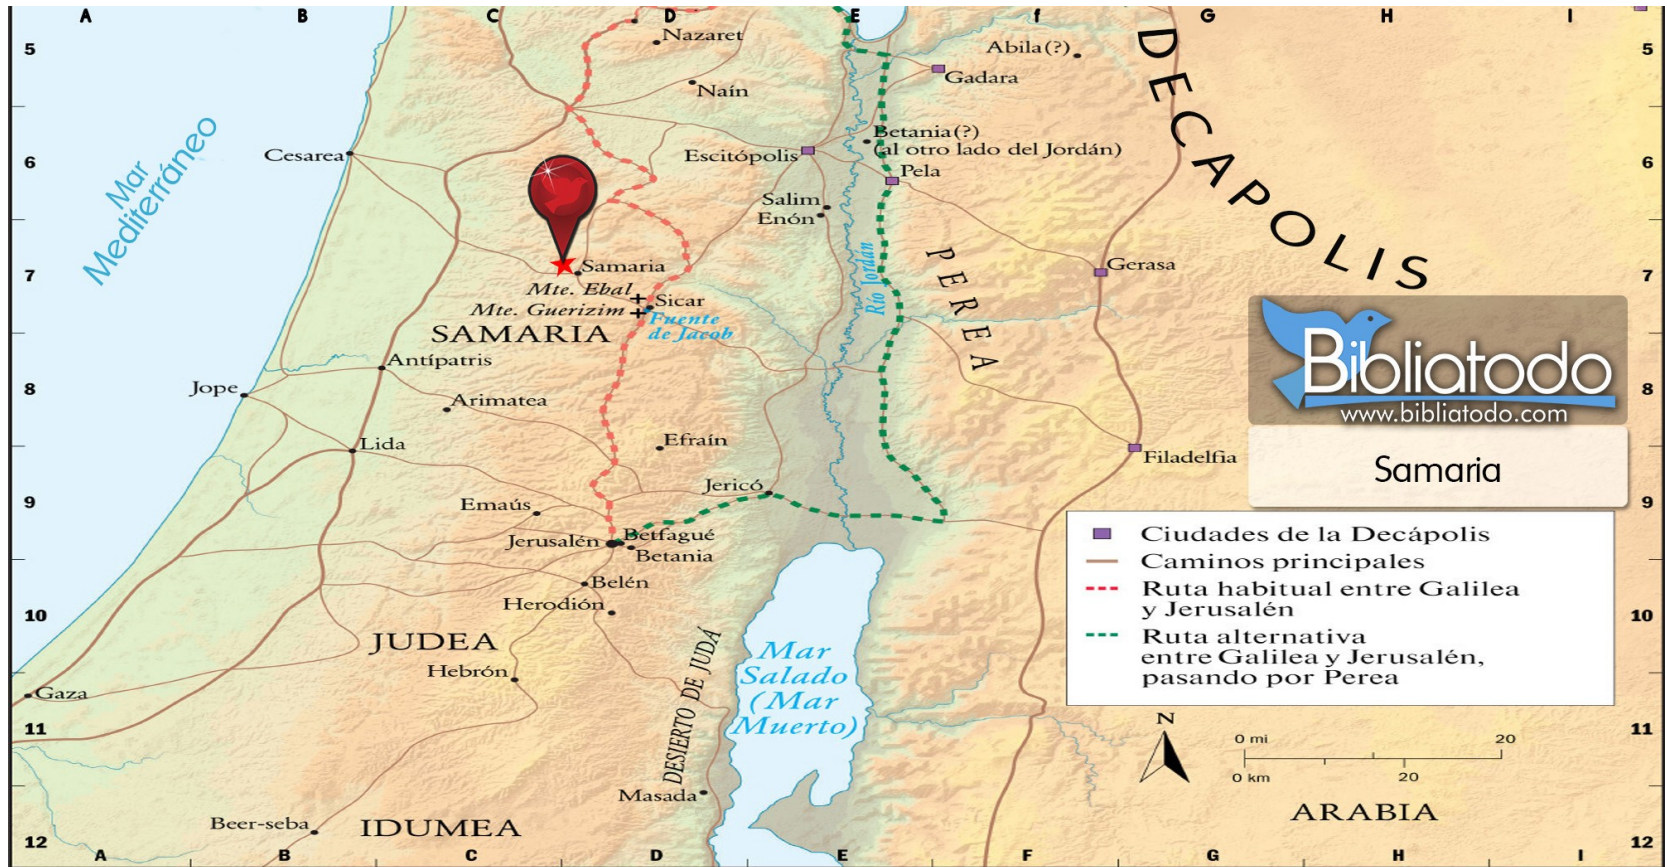 A B C D E f G H I
5 5
Nazaret
Abila(?)
Gadara
Naín
DECAPOLIS
Mar
Mediterráneo
Betania(?)
(al otro lado del Jordán)
Cesarea
Escitópolis
6 6
Pela
Salim
Enón
Río Jordán
PEREA
Gerasa
Samaria
7 7
Mte. Ebal
Sicar
Mte. Guerizim
Fuente
de Jacob
SAMARIA
Antípatris
Bibliatodo
www.bibliatodo.com
Jope
8 8
Arimatea
Lida
Efraín
Filadelfia
Samaria
Jericó
9 9
Emaús
Jerusalén
Betfagué
Betania
Ciudades de la Decápolis
Caminos principales
Ruta habitual entre Galilea
y Jerusalén
Ruta alternativa
entre Galilea y Jerusalén,
pasando por Perea
Belén
Herodión
10 10
JUDEA
Hebrón
DESIERTO DE JUDÁ
Mar
Salado
(Mar
Muerto)
Gaza
11 11
N
0 mi 20
0 km 20
Masada
ARABIA
Beer-seba
IDUMEA
12 12
A B C D E F G H I